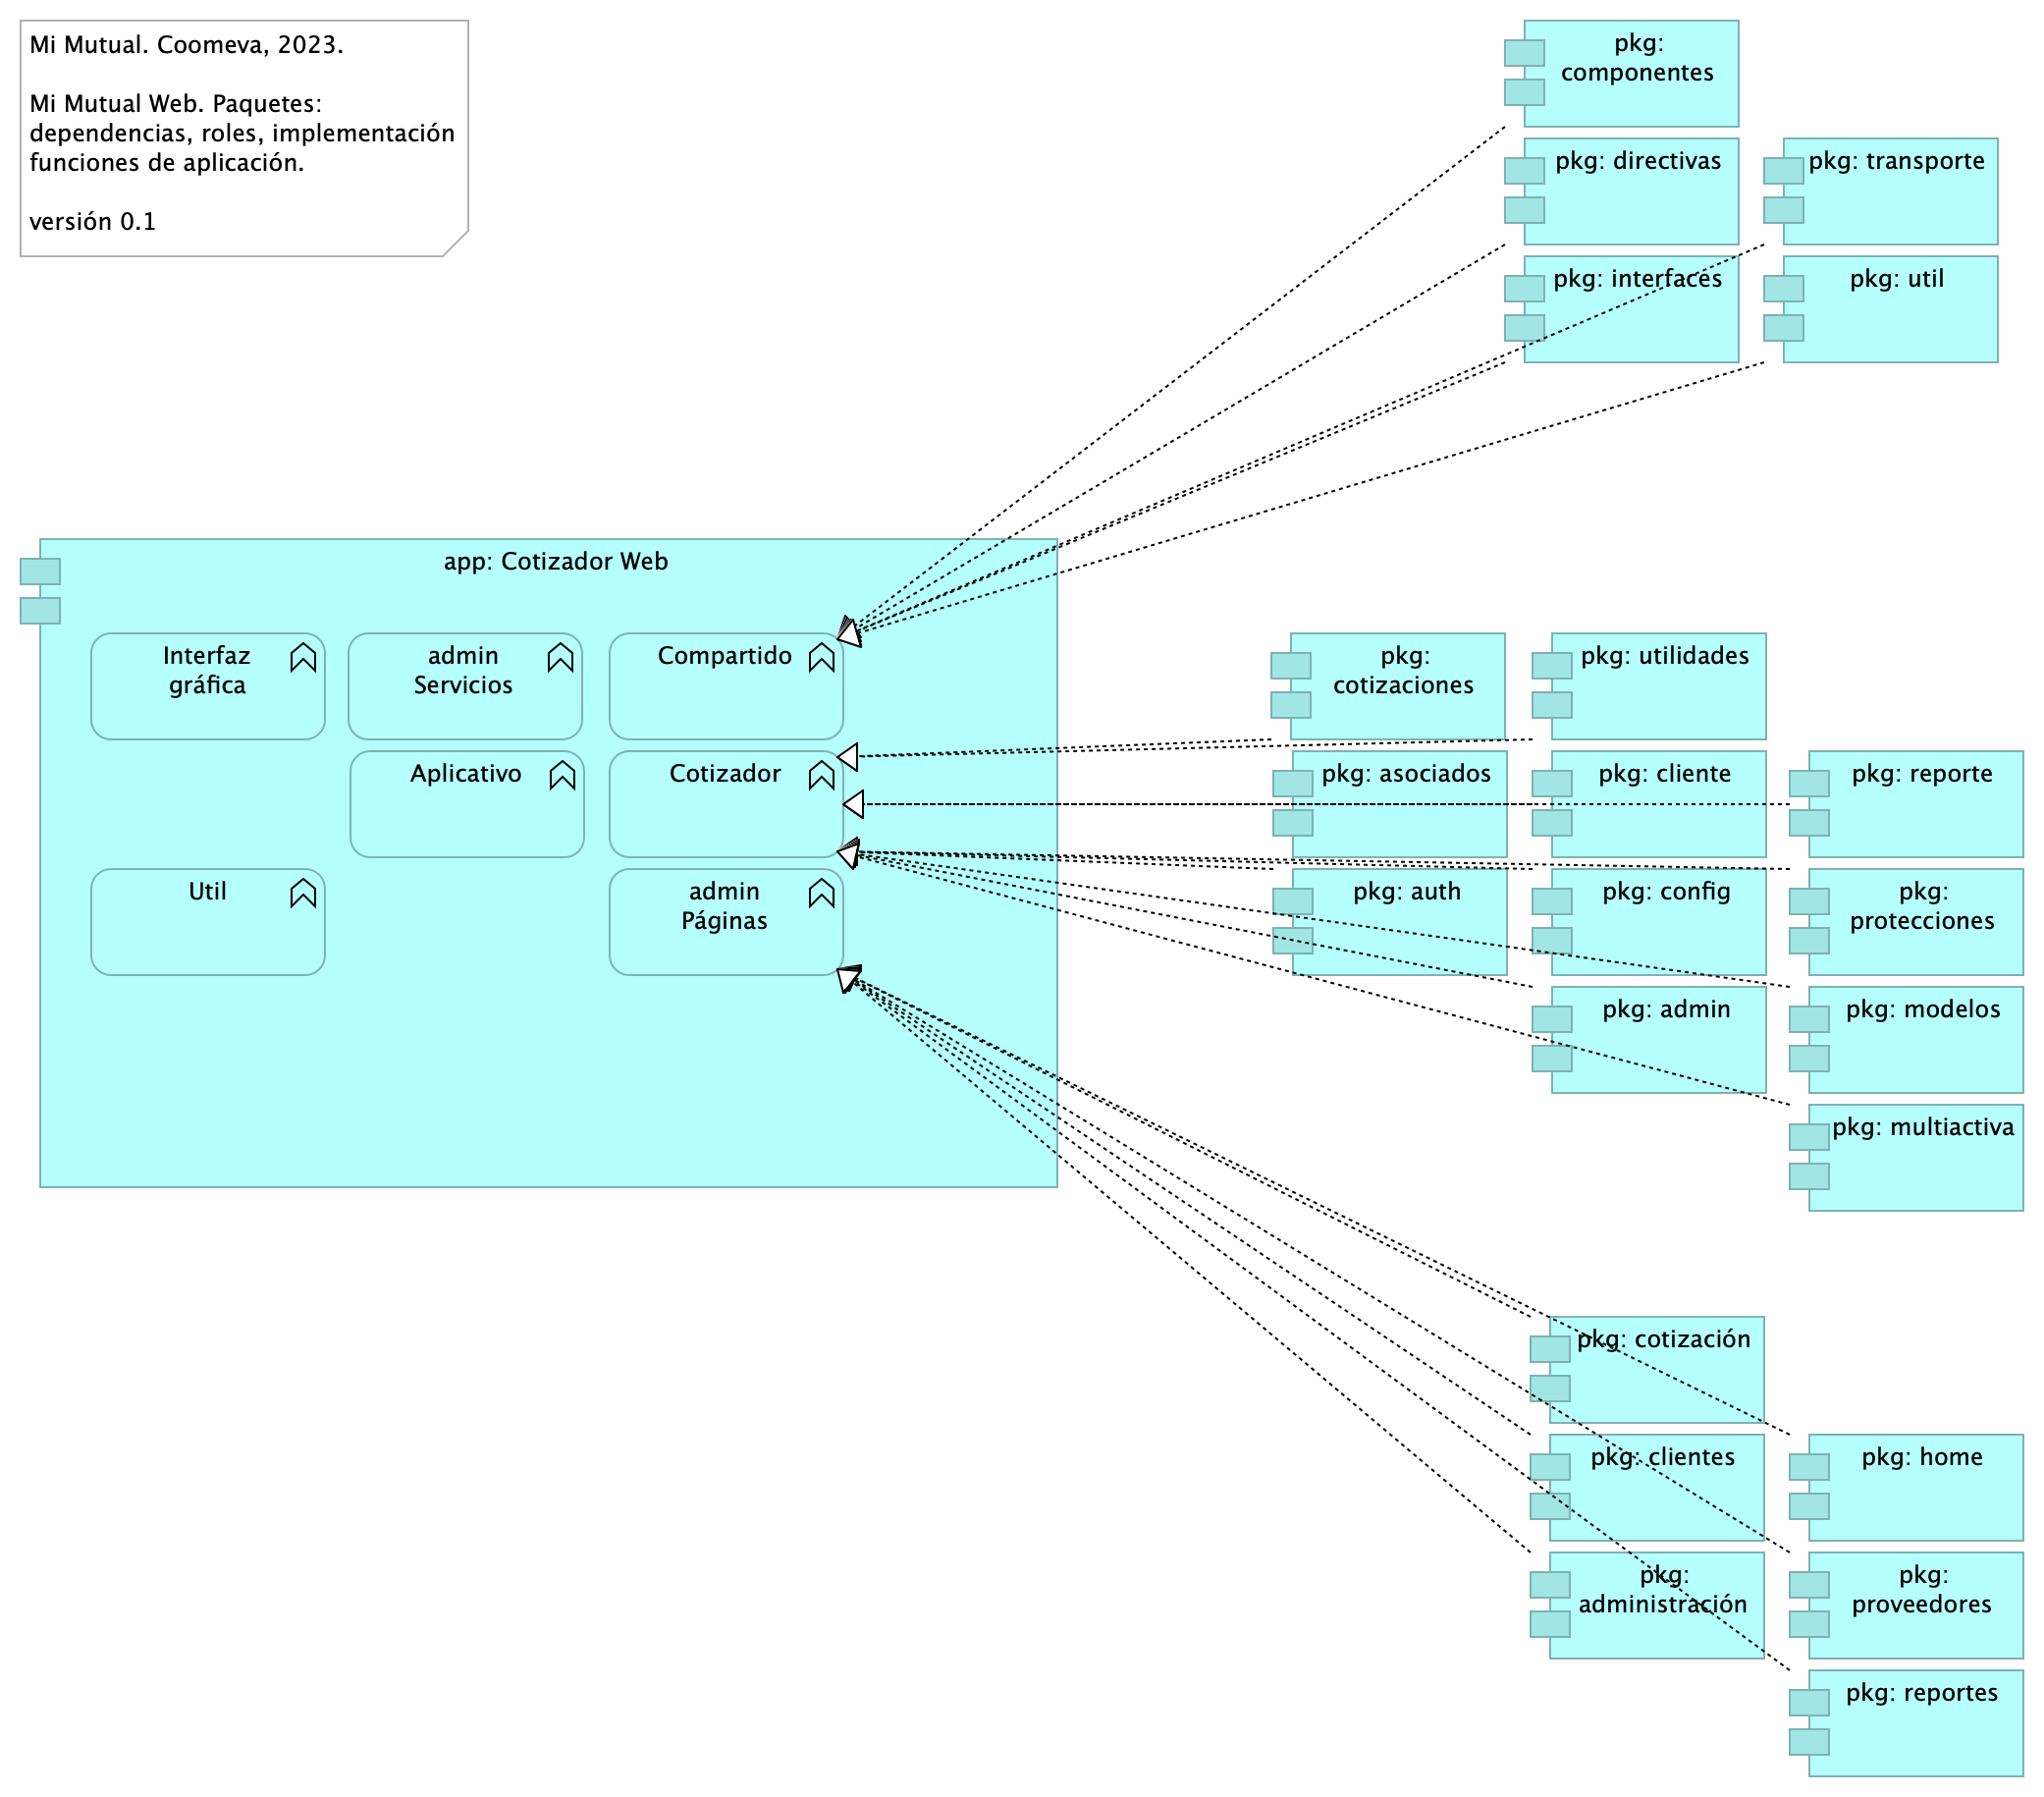 Mi Mutual. Coomeva, 2023.
Mi Mutual Web. Paquetes:
dependencias, roles, implementación
funciones de aplicación.
versión 0.1
pkg:
componentes
pkg: directivas
pkg: transporte
pkg: interfaces
pkg: util
app: Cotizador Web
Interfaz
gráfica
admin
Servicios
Compartido
Aplicativo
Cotizador
Util
admin
Páginas
pkg:
cotizaciones
pkg: utilidades
pkg: asociados
pkg: cliente
pkg: reporte
pkg: auth
pkg: config
pkg:
protecciones
pkg: admin
pkg: modelos
pkg: multiactiva
pkg: cotización
pkg: clientes
pkg: home
pkg:
administración
pkg:
proveedores
pkg: reportes